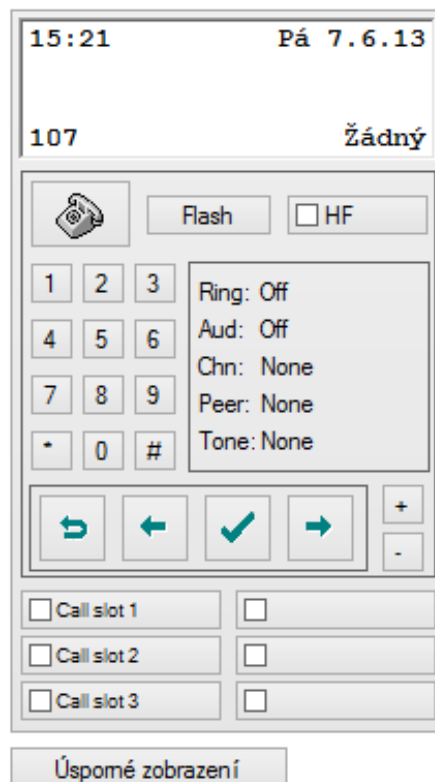 15:21 Pá 7.6.13
107 Žádný
Flash HF
1 2 3
4 5 6
7 8 9
* 0 #
Ring: Off
Aud: Off
Chn: None
Peer: None
Tone: None
+
-
Call slot 1
Call slot 2
Call slot 3
Úsporné zobrazení